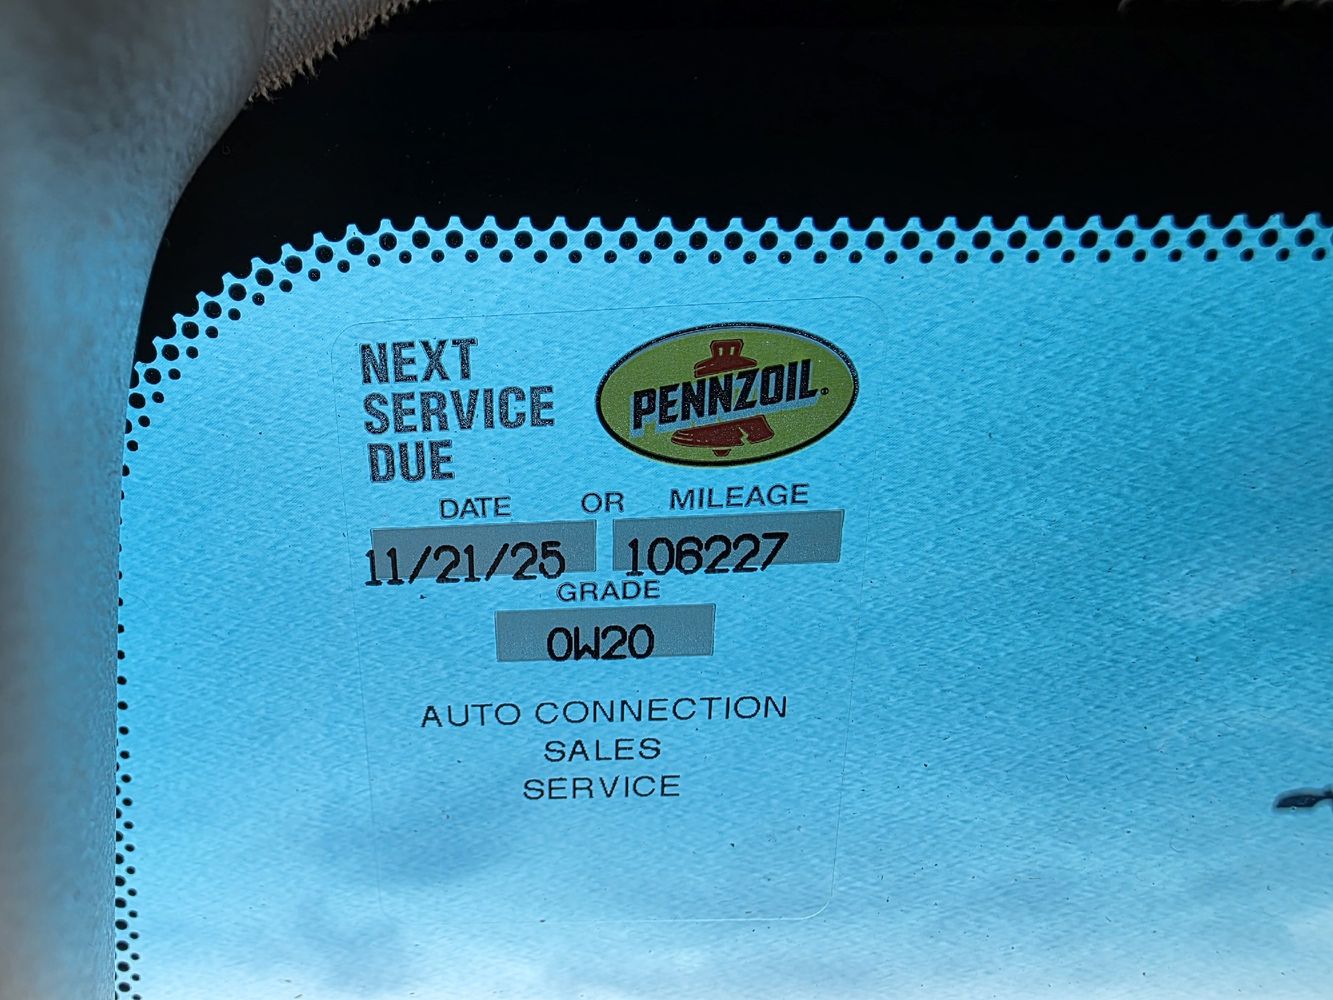 NEXT
SERVICE
DUE
PENNZOIL®
DATE OR MILEAGE
11/21/25 106227
GRADE
0W20
AUTO CONNECTION
SALES
SERVICE